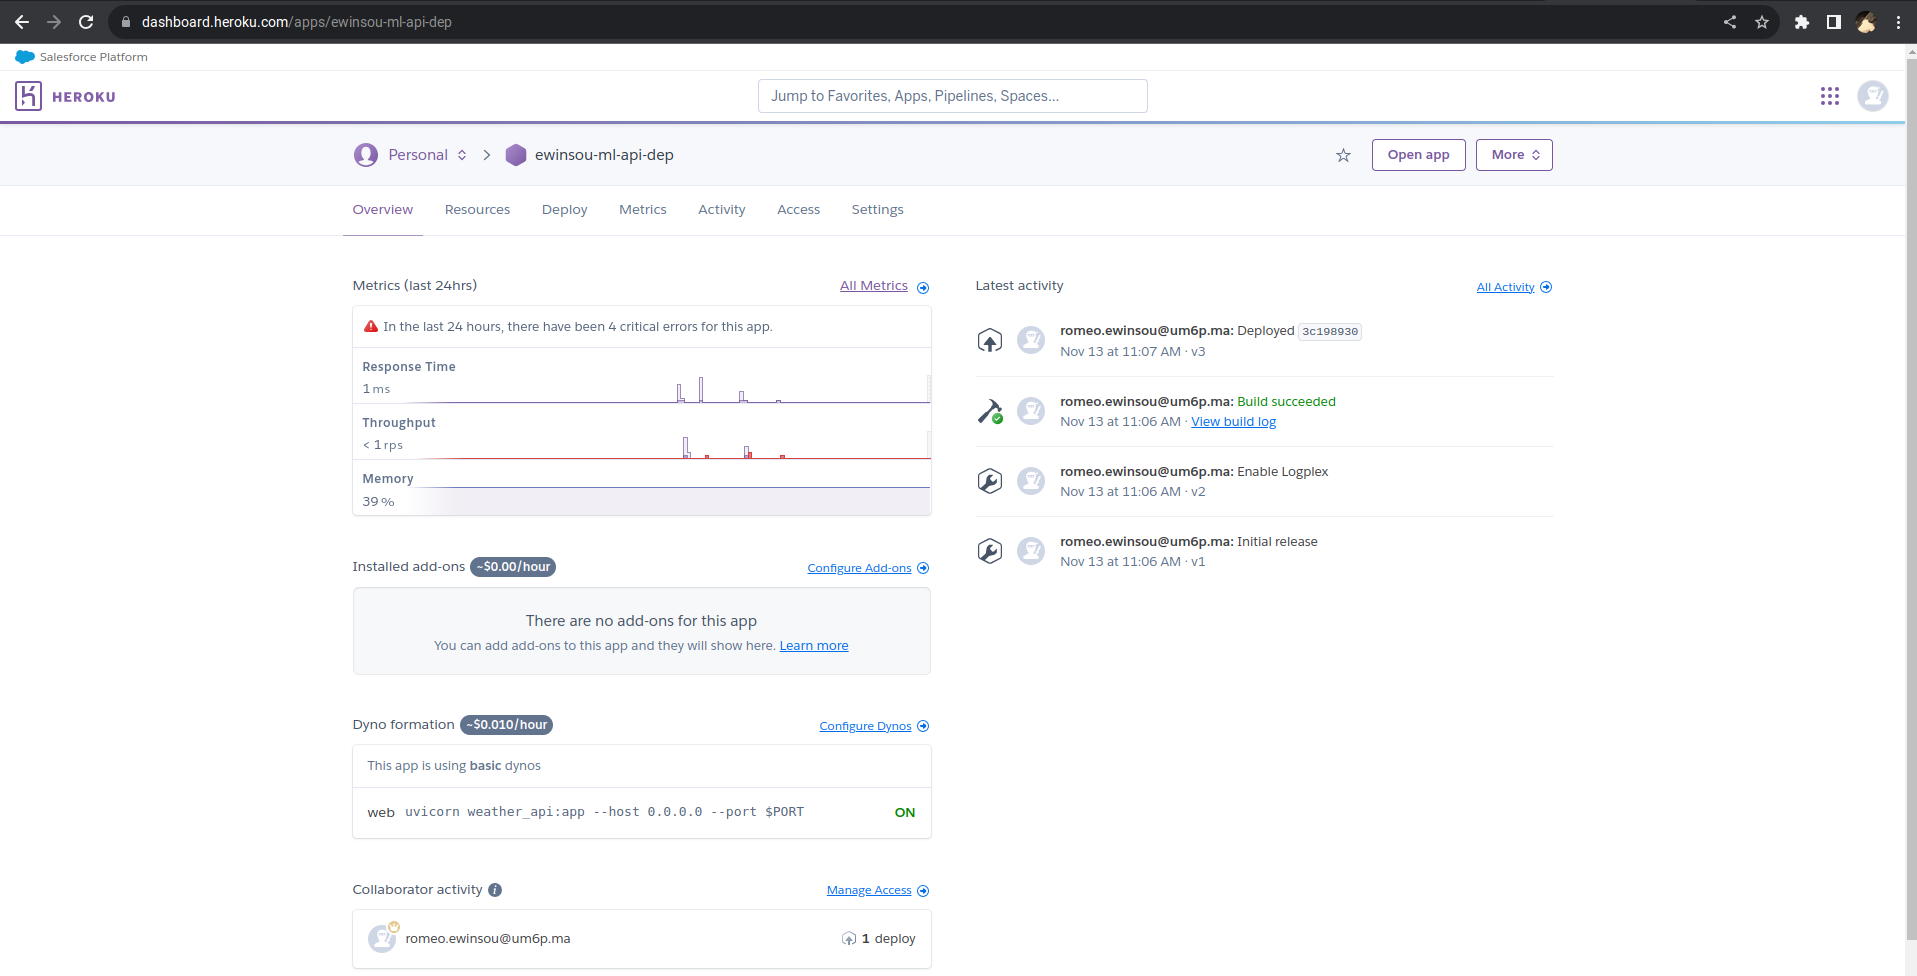 dashboard.heroku.com/apps/ewinsou-ml-api-dep
Salesforce Platform
HEROKU
Jump to Favorites, Apps, Pipelines, Spaces...
Personal
ewinsou-ml-api-dep
Open app
More
Overview
Resources
Deploy
Metrics
Activity
Access
Settings
Metrics (last 24hrs)
All Metrics
In the last 24 hours, there have been 4 critical errors for this app.
Response Time
1 ms
Throughput
< 1 rps
Memory
39 %
Installed add-ons ~$0.00/hour
Configure Add-ons
There are no add-ons for this app
You can add add-ons to this app and they will show here. Learn more
Dyno formation ~$0.010/hour
Configure Dynos
This app is using basic dynos
web uvicorn weather_api:app --host 0.0.0.0 --port $PORT
ON
Collaborator activity i
Manage Access
romeo.ewinsou@um6p.ma
1 deploy
Latest activity
All Activity
romeo.ewinsou@um6p.ma: Deployed 3c198930
Nov 13 at 11:07 AM · v3
romeo.ewinsou@um6p.ma: Build succeeded
Nov 13 at 11:06 AM · View build log
romeo.ewinsou@um6p.ma: Enable Logplex
Nov 13 at 11:06 AM · v2
romeo.ewinsou@um6p.ma: Initial release
Nov 13 at 11:06 AM · v1